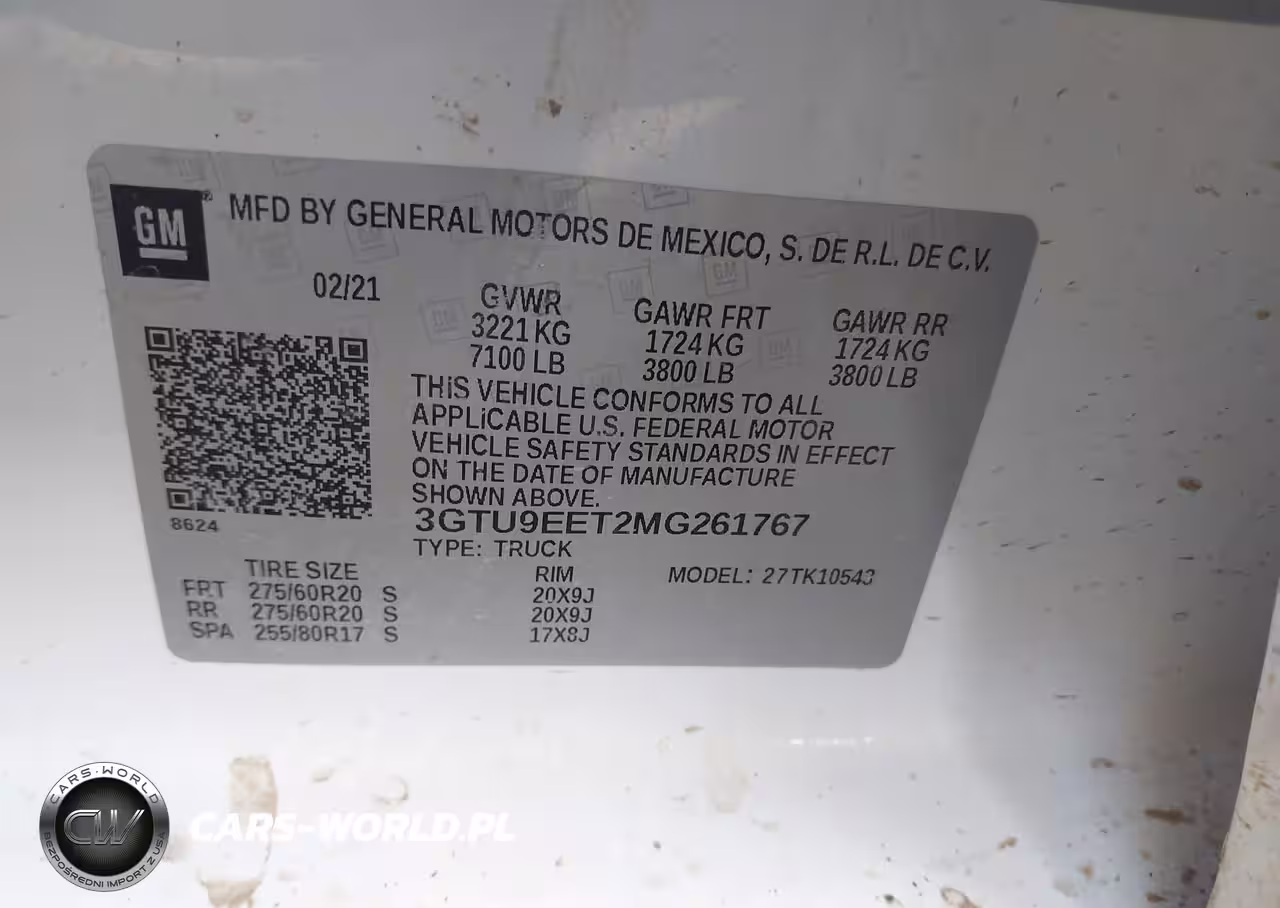 GM
MFD BY GENERAL MOTORS DE MEXICO, S. DE R.L. DE C.V.
02/21
GVWR GAWR FRT GAWR RR
3221 KG 1724 KG 1724 KG
7100 LB 3800 LB 3800 LB
THIS VEHICLE CONFORMS TO ALL
APPLICABLE U.S. FEDERAL MOTOR
VEHICLE SAFETY STANDARDS IN EFFECT
ON THE DATE OF MANUFACTURE
SHOWN ABOVE.
8624
3GTU9EET2MG261767
TYPE: TRUCK
TIRE SIZE RIM MODEL: 27TK10543
FRT 275/60R20 S 20X9J
RR 275/60R20 S 20X9J
SPA 255/80R17 S 17X8J
CARS-WORLD
CW
BEZPOŚREDNI IMPORT Z USA
CARS-WORLD.PL